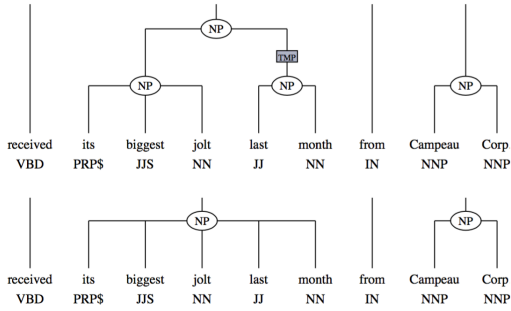 NP
TMP
NP NP NP
received its biggest jolt last month from Campeau Corp
VBD PRP$ JJS NN JJ NN IN NNP NNP
NP NP
received its biggest jolt last month from Campeau Corp
VBD PRP$ JJS NN JJ NN IN NNP NNP